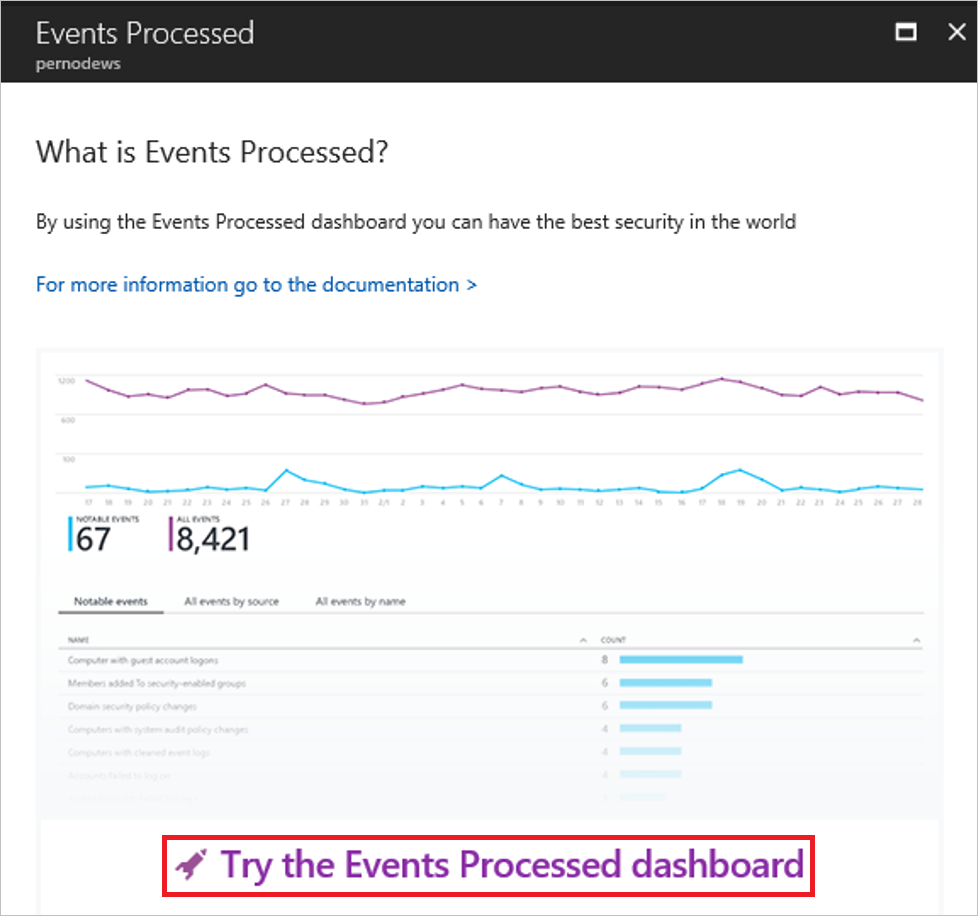 Events Processed
pernodews
What is Events Processed?
By using the Events Processed dashboard you can have the best security in the world
For more information go to the documentation >
1200
600
100
17 18 19 20 21 22 23 24 25 26 27 28 29 30 31 2/1 2 3 4 5 6 7 8 9 10 11 12 13 14 15 16 17 18 19 20 21 22 23 24 25 26 27 28
NOTABLE EVENTS ALL EVENTS
67 8,421
Notable events All events by source All events by name
NAME COUNT
Computer with guest account logons 8
Members added To security-enabled groups 6
Domain security policy changes 6
Computers with system audit policy changes 4
Computers with cleaned event logs 4
Accounts failed to log on 4
Try the Events Processed dashboard